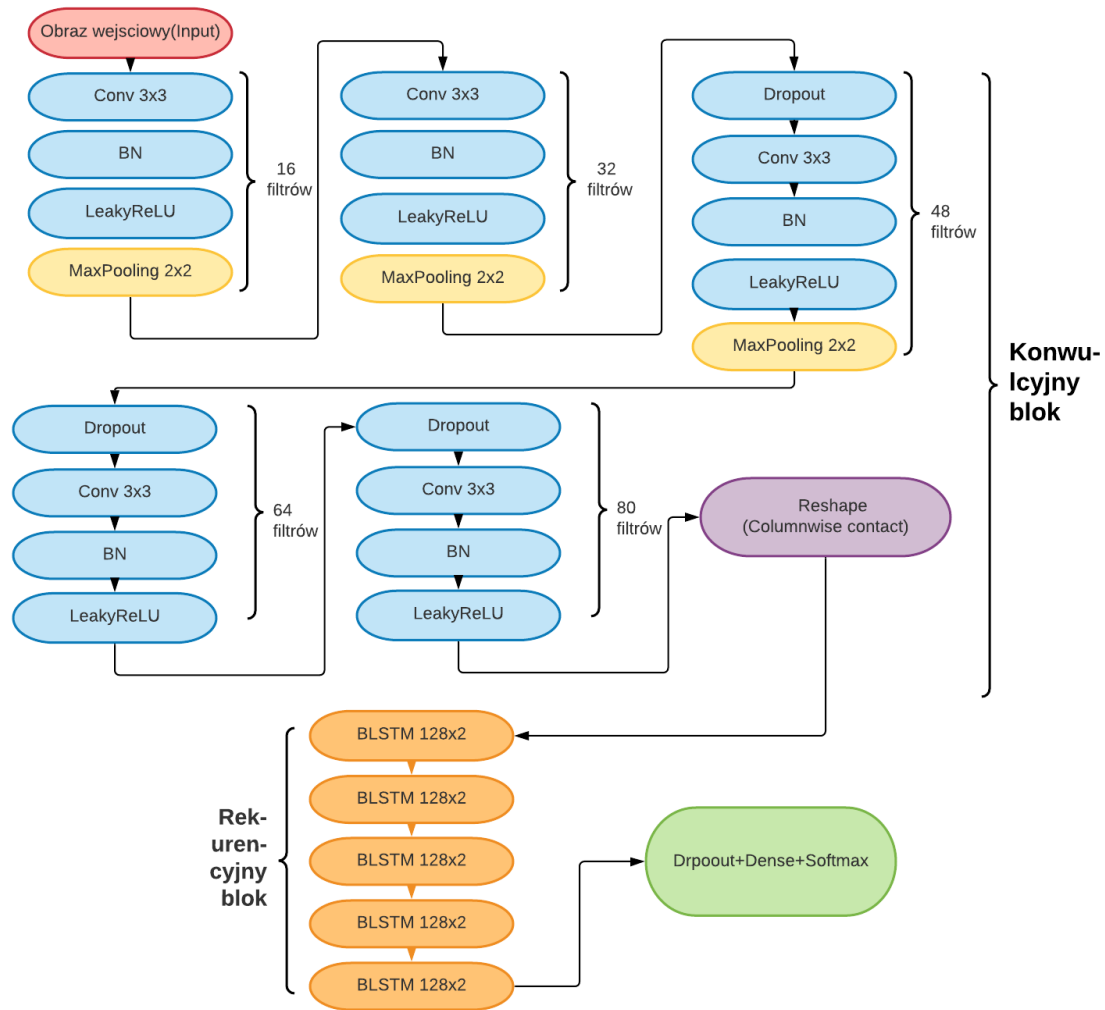 Obraz wejsciowy(Input)
Conv 3x3
BN
LeakyReLU
MaxPooling 2x2
16
filtrów
Conv 3x3
BN
LeakyReLU
MaxPooling 2x2
32
filtrów
Dropout
Conv 3x3
BN
LeakyReLU
MaxPooling 2x2
48
filtrów
Konwu-
lcyjny
blok
Dropout
Conv 3x3
BN
LeakyReLU
64
filtrów
Dropout
Conv 3x3
BN
LeakyReLU
80
filtrów
Reshape
(Columnwise contact)
Rek-
uren-
cyjny
blok
BLSTM 128x2
BLSTM 128x2
BLSTM 128x2
BLSTM 128x2
BLSTM 128x2
Drpoout+Dense+Softmax